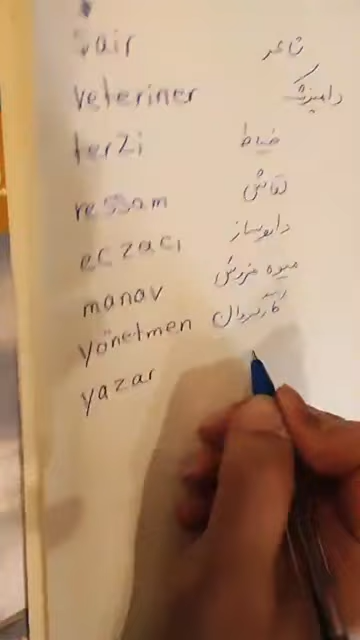 şair شاعر
veteriner دامپزشک
terzi خیاط
ressam نقاش
eczacı داروساز
manav میوه فروش
yönetmen کارگردان
yazar